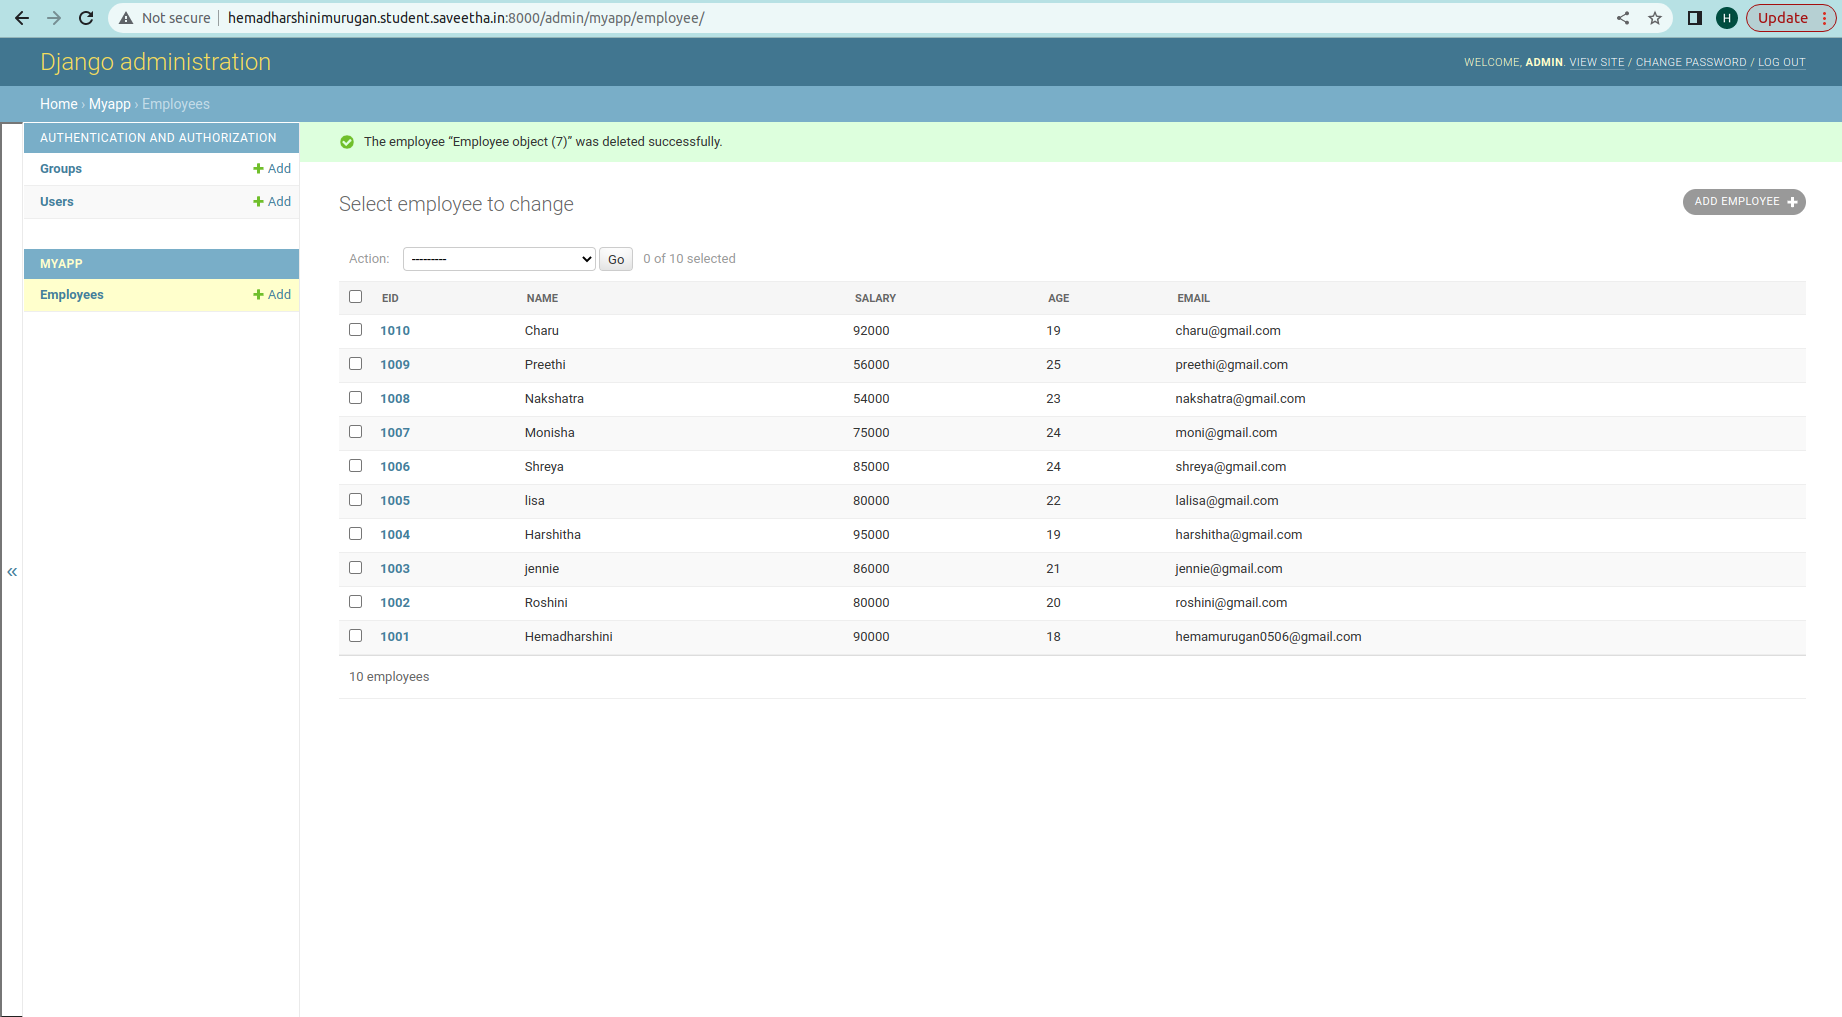 Not secure | hemadharshinimurugan.student.saveetha.in:8000/admin/myapp/employee/ H Update
Django administration
WELCOME, ADMIN. VIEW SITE / CHANGE PASSWORD / LOG OUT
Home › Myapp › Employees
AUTHENTICATION AND AUTHORIZATION
Groups + Add
Users + Add
MYAPP
Employees + Add
«
The employee “Employee object (7)” was deleted successfully.
Select employee to change
ADD EMPLOYEE +
Action: --------- Go 0 of 10 selected
EID NAME SALARY AGE EMAIL
1010 Charu 92000 19 charu@gmail.com
1009 Preethi 56000 25 preethi@gmail.com
1008 Nakshatra 54000 23 nakshatra@gmail.com
1007 Monisha 75000 24 moni@gmail.com
1006 Shreya 85000 24 shreya@gmail.com
1005 lisa 80000 22 lalisa@gmail.com
1004 Harshitha 95000 19 harshitha@gmail.com
1003 jennie 86000 21 jennie@gmail.com
1002 Roshini 80000 20 roshini@gmail.com
1001 Hemadharshini 90000 18 hemamurugan0506@gmail.com
10 employees